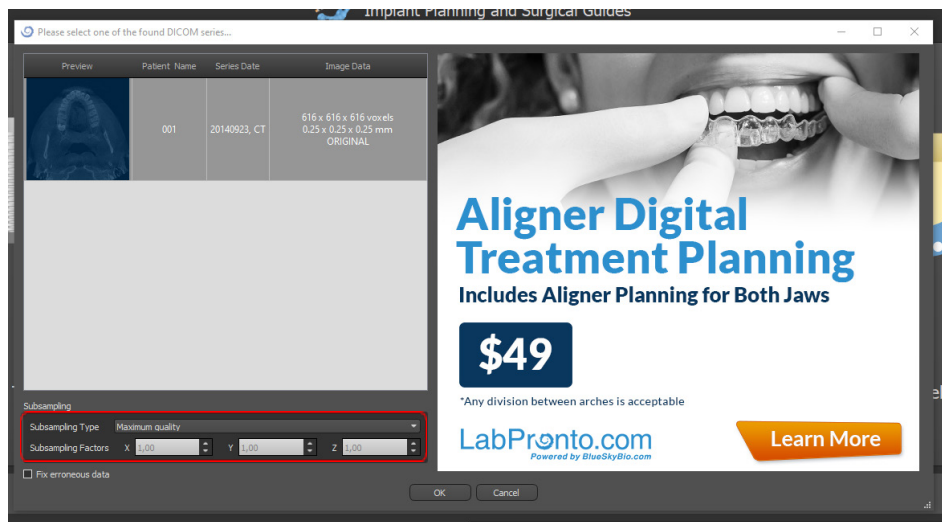 Implant Planning and Surgical Guides
Please select one of the found DICOM series...
Preview Patient Name Series Date Image Data
001 20140923, CT 616 x 616 x 616 voxels
0.25 x 0.25 x 0.25 mm
ORIGINAL
Subsampling
Subsampling Type Maximum quality
Subsampling Factors X 1,00 Y 1,00 Z 1,00
Fix erroneous data
Aligner Digital
Treatment Planning
Includes Aligner Planning for Both Jaws
$49
*Any division between arches is acceptable
LabPronto.com
Powered by BlueSkyBio.com
Learn More
OK Cancel